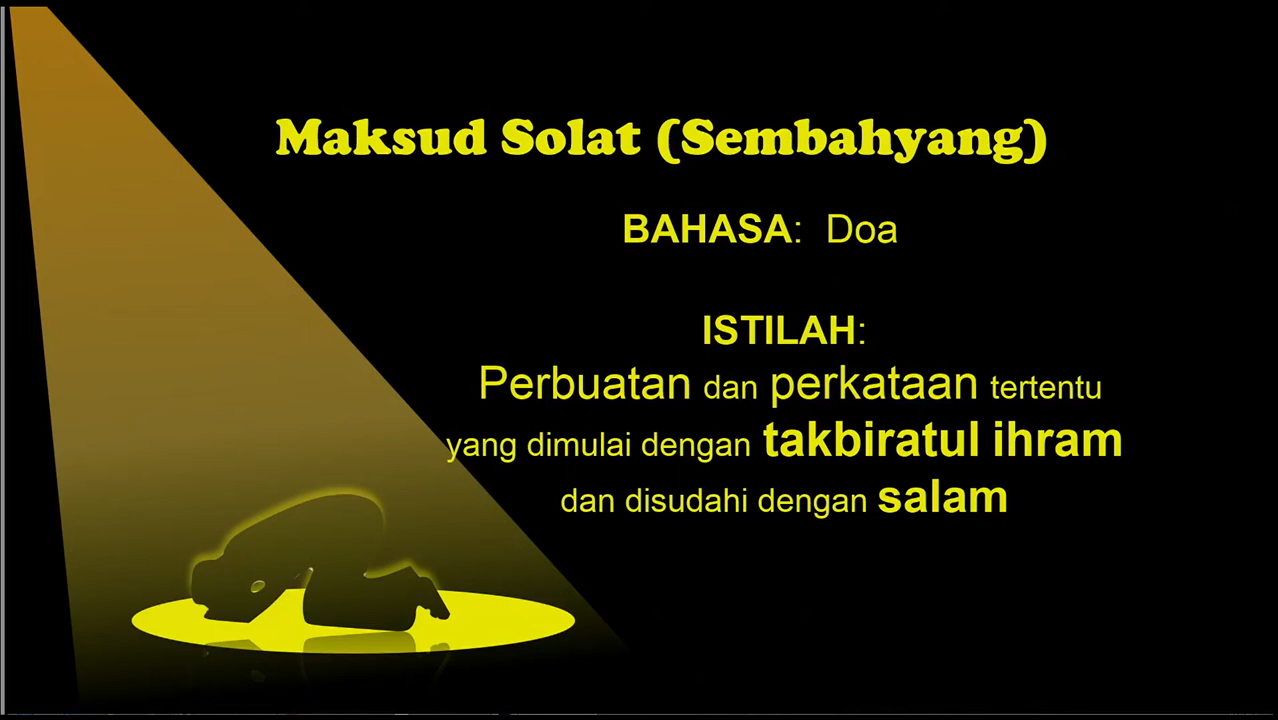 Maksud Solat (Sembahyang)
BAHASA: Doa
ISTILAH:
Perbuatan dan perkataan tertentu
yang dimulai dengan takbiratul ihram
dan disudahi dengan salam